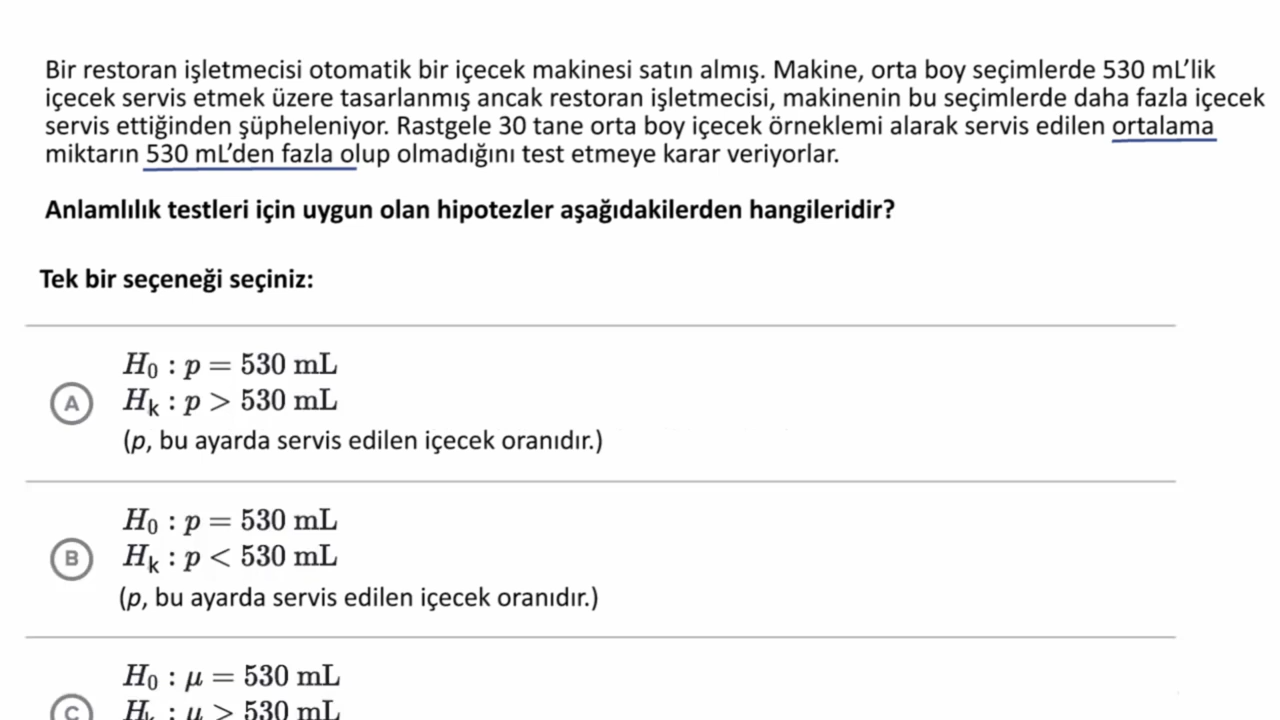 Bir restoran işletmecisi otomatik bir içecek makinesi satın almış. Makine, orta boy seçimlerde 530 mL’lik
içecek servis etmek üzere tasarlanmış ancak restoran işletmecisi, makinenin bu seçimlerde daha fazla içecek
servis ettiğinden şüpheleniyor. Rastgele 30 tane orta boy içecek örneklemi alarak servis edilen ortalama
miktarın 530 mL’den fazla olup olmadığını test etmeye karar veriyorlar.
Anlamlılık testleri için uygun olan hipotezler aşağıdakilerden hangileridir?
Tek bir seçeneği seçiniz:
H₀ : p = 530 mL
A
Hₖ : p > 530 mL
(p, bu ayarda servis edilen içecek oranıdır.)
H₀ : p = 530 mL
B
Hₖ : p < 530 mL
(p, bu ayarda servis edilen içecek oranıdır.)
H₀ : μ = 530 mL
C
Hₖ : μ > 530 mL